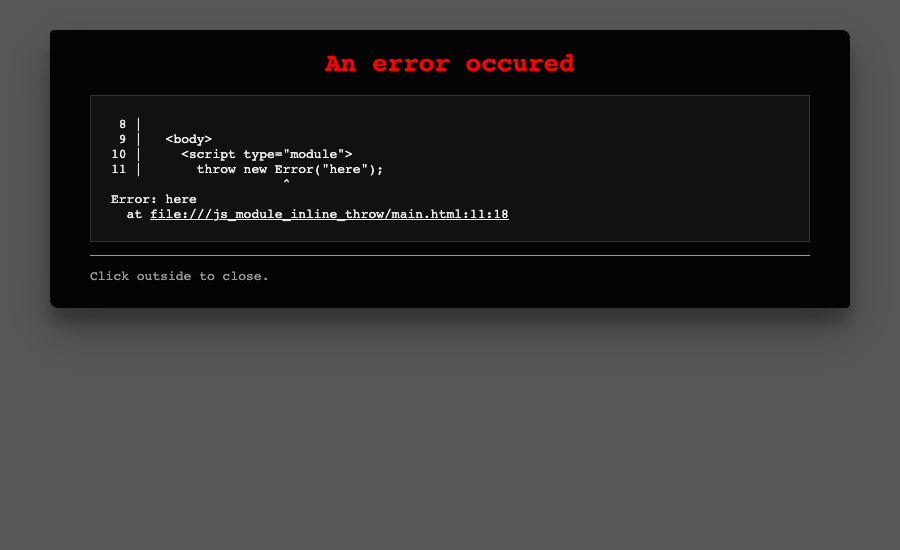 An error occured
 8 |
 9 |   <body>
10 |     <script type="module">
11 |       throw new Error("here");
                      ^
Error: here
  at file:///js_module_inline_throw/main.html:11:18
Click outside to close.